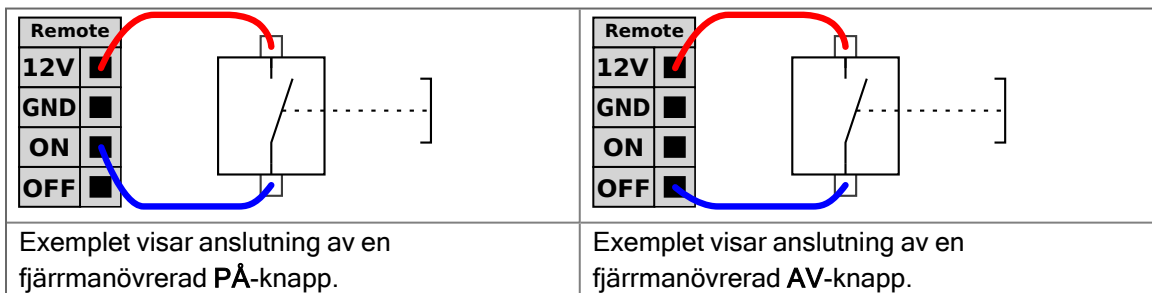 Remote
12V
GND
ON
OFF
Remote
12V
GND
ON
OFF
Exemplet visar anslutning av en
fjärrmanövrerad PÅ-knapp.
Exemplet visar anslutning av en
fjärrmanövrerad AV-knapp.